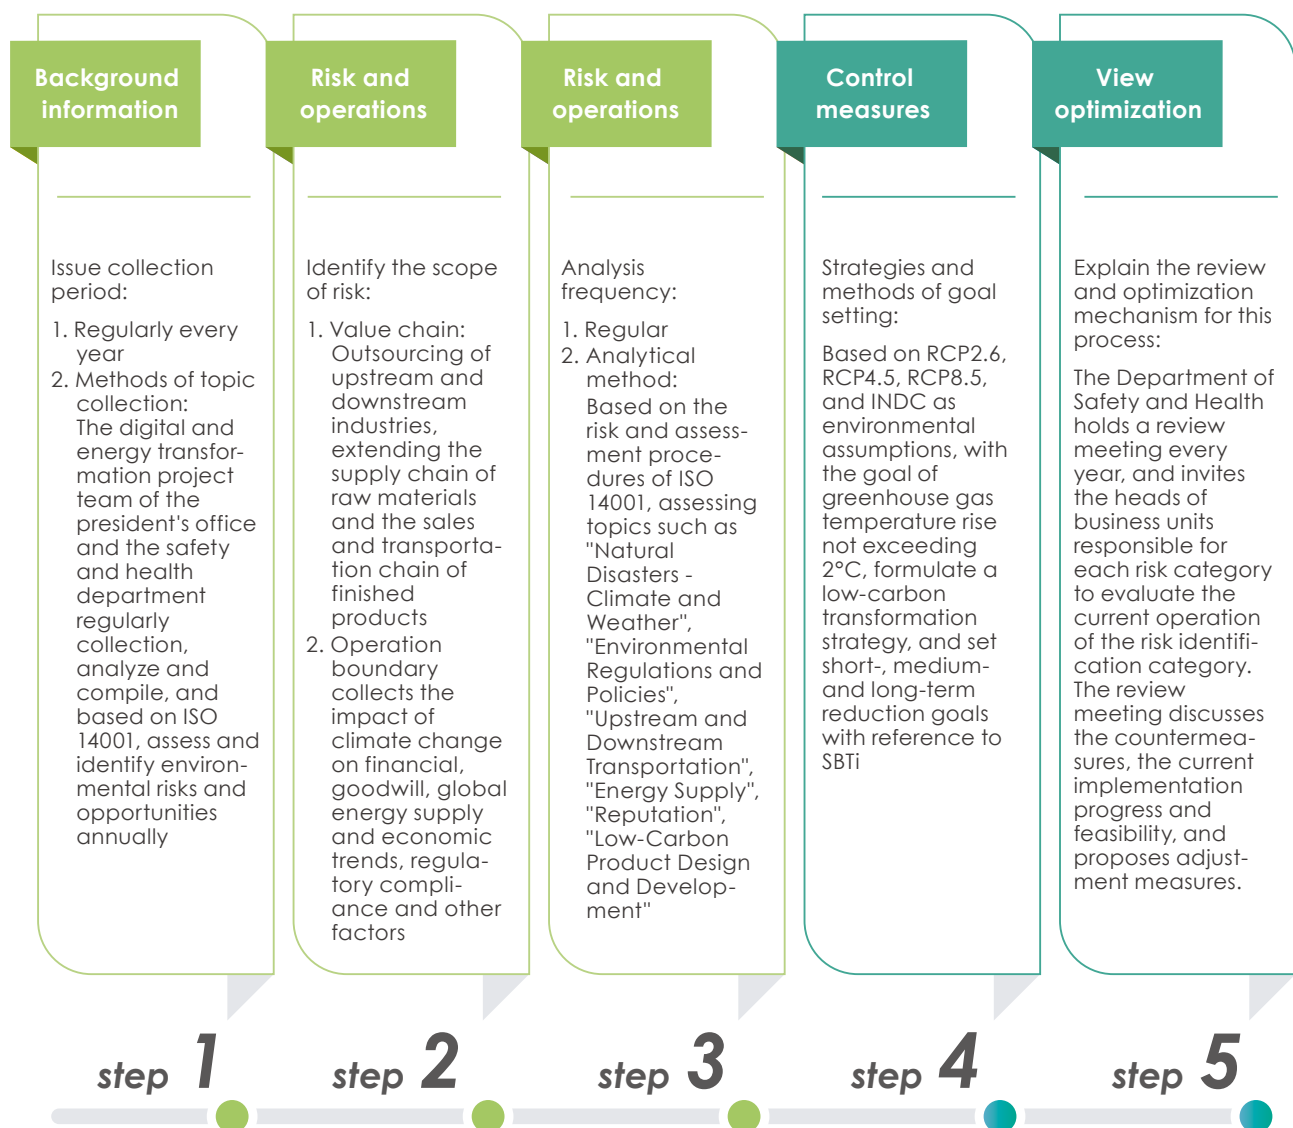 Background
information
Issue collection
period:
1. Regularly every
year
2. Methods of topic
collection:
The digital and
energy transfor-
mation project
team of the
president's office
and the safety
and health
department
regularly
collection,
analyze and
compile, and
based on ISO
14001, assess and
identify environ-
mental risks and
opportunities
annually
step 1
Risk and
operations
Identify the scope
of risk:
1. Value chain:
Outsourcing of
upstream and
downstream
industries,
extending the
supply chain of
raw materials
and the sales
and transporta-
tion chain of
finished
products
2. Operation
boundary
collects the
impact of
climate change
on financial,
goodwill, global
energy supply
and economic
trends, regula-
tory compli-
ance and other
factors
step 2
Risk and
operations
Analysis
frequency:
1. Regular
2. Analytical
method:
Based on the
risk and assess-
ment proce-
dures of ISO
14001, assessing
topics such as
"Natural
Disasters -
Climate and
Weather",
"Environmental
Regulations and
Policies",
"Upstream and
Downstream
Transportation",
"Energy Supply",
"Reputation",
"Low-Carbon
Product Design
and Develop-
ment"
step 3
Control
measures
Strategies and
methods of goal
setting:
Based on RCP2.6,
RCP4.5, RCP8.5,
and INDC as
environmental
assumptions, with
the goal of
greenhouse gas
temperature rise
not exceeding
2°C, formulate a
low-carbon
transformation
strategy, and set
short-, medium-
and long-term
reduction goals
with reference to
SBTi
step 4
View
optimization
Explain the review
and optimization
mechanism for this
process:
The Department of
Safety and Health
holds a review
meeting every
year, and invites
the heads of
business units
responsible for
each risk category
to evaluate the
current operation
of the risk identifi-
cation category.
The review
meeting discusses
the countermea-
sures, the current
implementation
progress and
feasibility, and
proposes adjust-
ment measures.
step 5